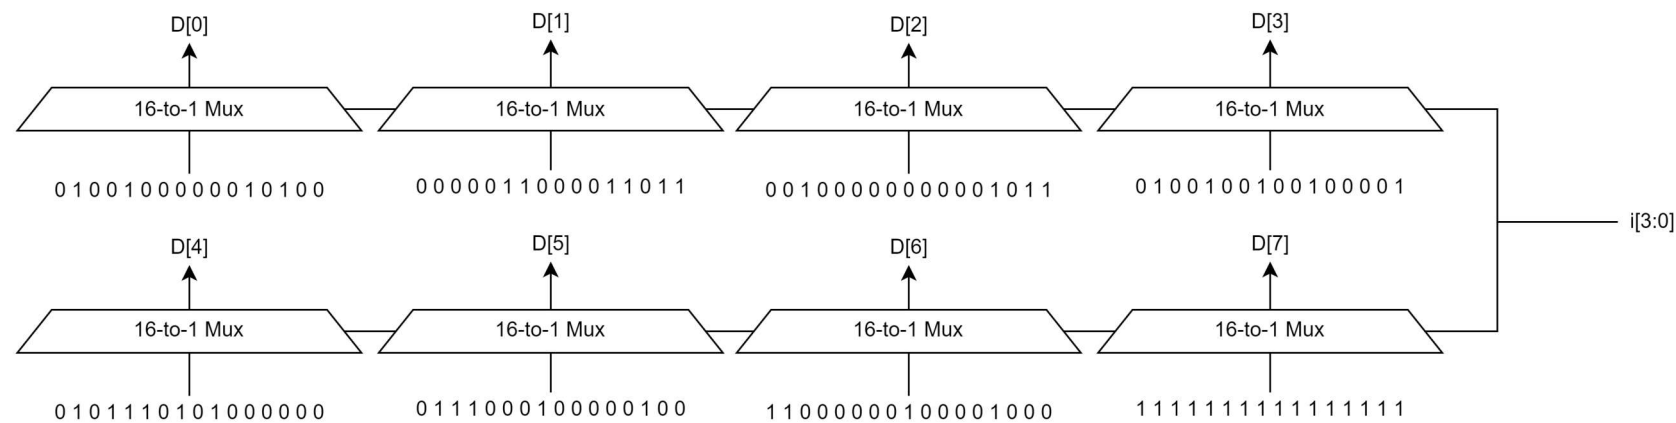 D[0] D[1] D[2] D[3]
16-to-1 Mux 16-to-1 Mux 16-to-1 Mux 16-to-1 Mux
0 1 0 0 1 0 0 0 0 0 0 1 0 1 0 0 0 0 0 0 0 1 1 0 0 0 0 1 1 0 1 1 0 0 1 0 0 0 0 0 0 0 0 0 0 1 0 1 1 0 1 0 0 1 0 0 1 0 0 1 0 0 0 0 1
i[3:0]
D[4] D[5] D[6] D[7]
16-to-1 Mux 16-to-1 Mux 16-to-1 Mux 16-to-1 Mux
0 1 0 1 1 1 0 1 0 1 0 0 0 0 0 0 0 1 1 1 0 0 0 1 0 0 0 0 0 1 0 0 1 1 0 0 0 0 0 0 1 0 0 0 0 1 0 0 0 1 1 1 1 1 1 1 1 1 1 1 1 1 1 1 1